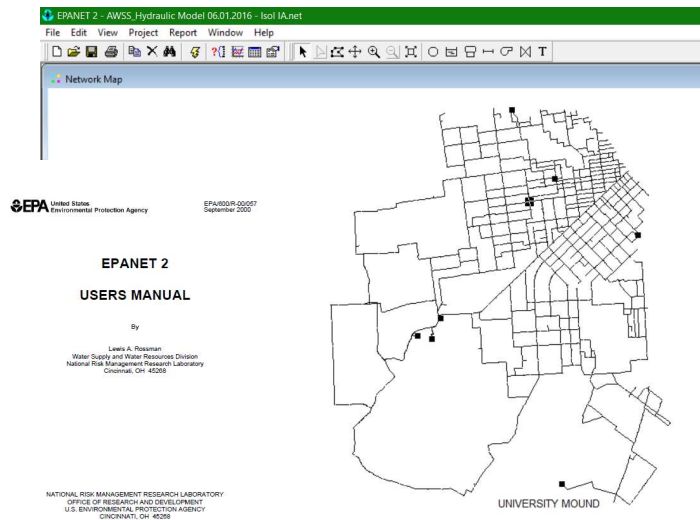 EPANET 2 - AWSS_Hydraulic Model 06.01.2016 - Isol IA.net
File Edit View Project Report Window Help
T
Network Map
EPA United States
Environmental Protection Agency
EPA/600/R-00/057
September 2000
EPANET 2
USERS MANUAL
By
Lewis A. Rossman
Water Supply and Water Resources Division
National Risk Management Research Laboratory
Cincinnati, OH 45268
NATIONAL RISK MANAGEMENT RESEARCH LABORATORY
OFFICE OF RESEARCH AND DEVELOPMENT
U.S. ENVIRONMENTAL PROTECTION AGENCY
CINCINNATI, OH 45268
UNIVERSITY MOUND